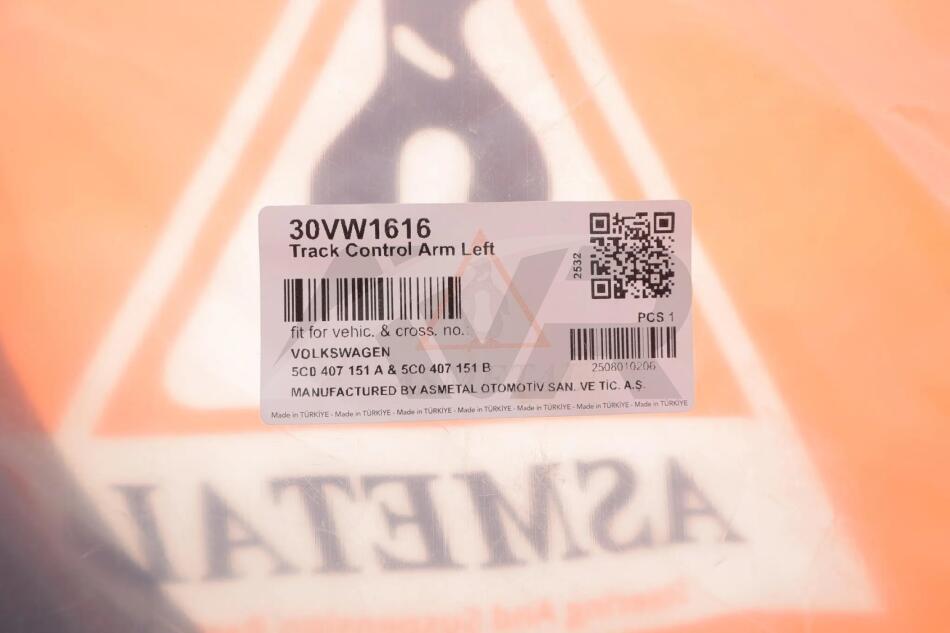 30VW1616
Track Control Arm Left
2532
PCS 1
fit for vehic. & cross. no.:
VOLKSWAGEN
5C0 407 151 A & 5C0 407 151 B
2508010206
MANUFACTURED BY ASMETAL OTOMOTİV SAN. VE TİC. A.Ş.
Made in TÜRKİYE - Made in TÜRKİYE - Made in TÜRKİYE - Made in TÜRKİYE - Made in TÜRKİYE - Made in TÜRKİYE - Made in TÜRKİYE
ASMETAL
Steering And Suspension